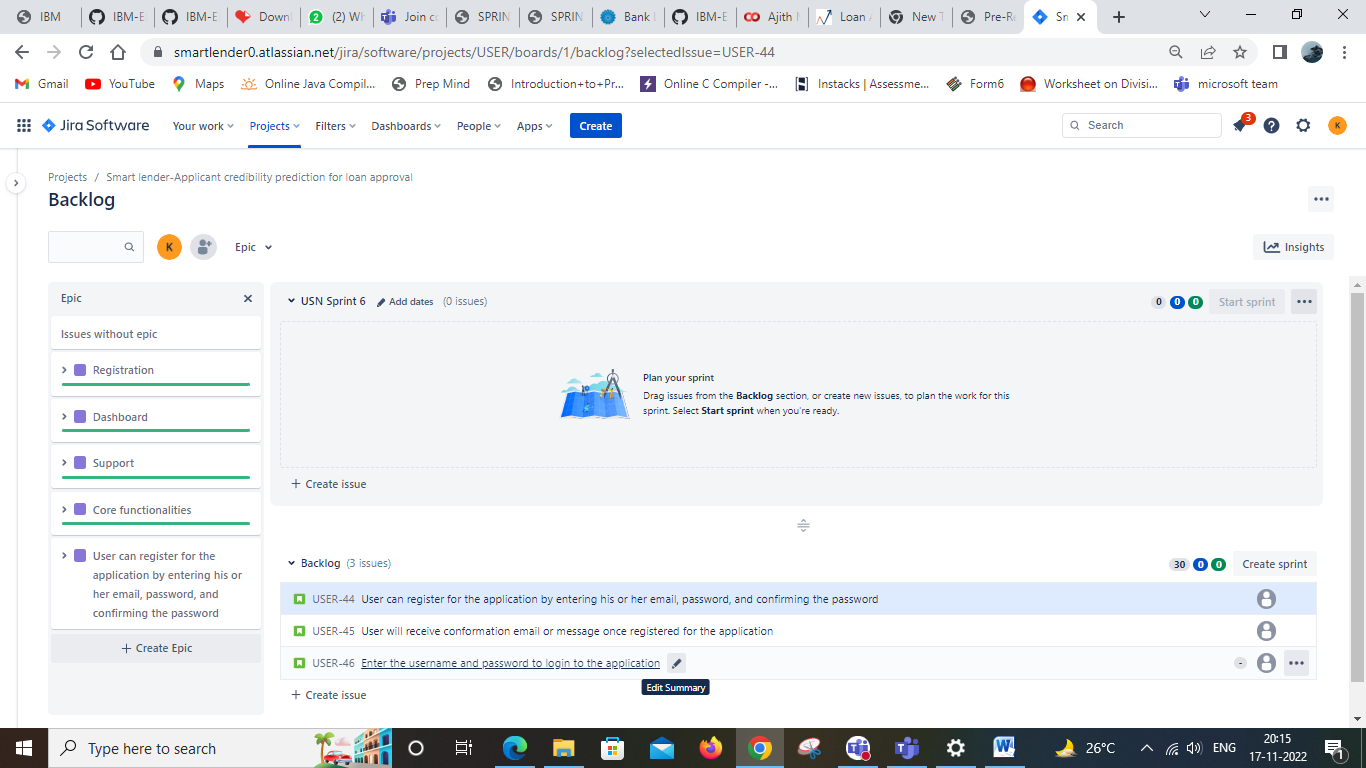 IBM
IBM-E
IBM-E
Downl
(2) Wh
Join co
SPRIN
SPRIN
Bank L
IBM-E
Ajith M
Loan A
New T
Pre-Re
Sm
smartlender0.atlassian.net/jira/software/projects/USER/boards/1/backlog?selectedIssue=USER-44
Gmail
YouTube
Maps
Online Java Compil...
Prep Mind
Introduction+to+Pr...
Online C Compiler -...
Instacks | Assessme...
Form6
Worksheet on Divisi...
microsoft team
Jira Software
Your work
Projects
Filters
Dashboards
People
Apps
Create
Search
3
K
Projects / Smart lender-Applicant credibility prediction for loan approval
Backlog
K
Epic
Insights
Epic
Issues without epic
Registration
Dashboard
Support
Core functionalities
User can register for the
application by entering his or
her email, password, and
confirming the password
+ Create Epic
USN Sprint 6 Add dates (0 issues)
0 0 0 Start sprint
Plan your sprint
Drag issues from the Backlog section, or create new issues, to plan the work for this
sprint. Select Start sprint when you're ready.
+ Create issue
Backlog (3 issues)
30 0 0 Create sprint
USER-44 User can register for the application by entering his or her email, password, and confirming the password
USER-45 User will receive conformation email or message once registered for the application
USER-46 Enter the username and password to login to the application
-
Edit Summary
+ Create issue
Type here to search
26°C
ENG
20:15
17-11-2022
1